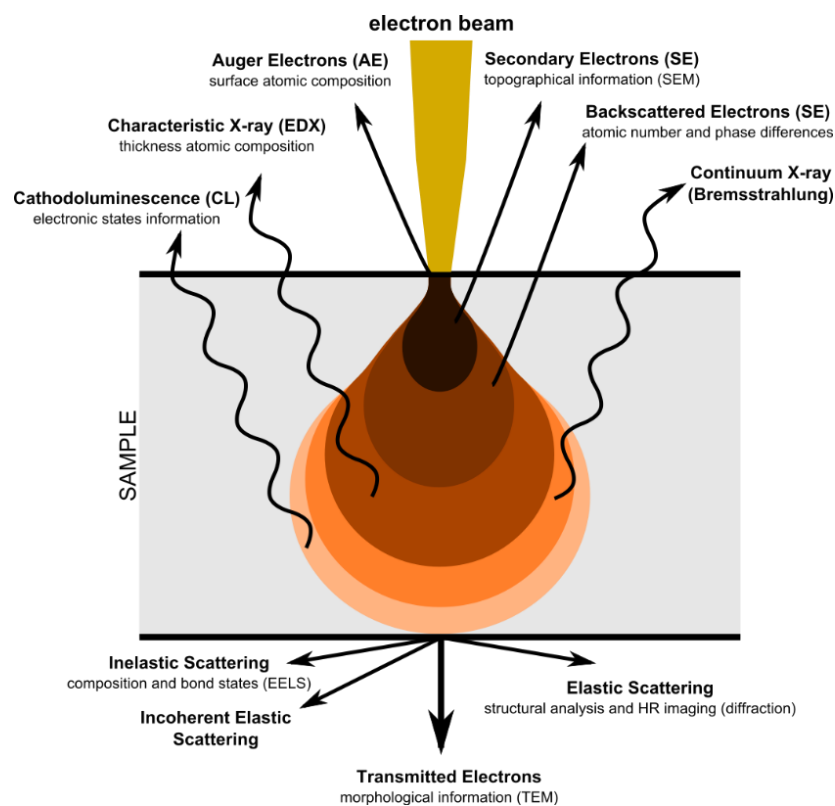 electron beam
Auger Electrons (AE)
surface atomic composition
Secondary Electrons (SE)
topographical information (SEM)
Characteristic X-ray (EDX)
thickness atomic composition
Backscattered Electrons (SE)
atomic number and phase differences
Cathodoluminescence (CL)
electronic states information
Continuum X-ray
(Bremsstrahlung)
SAMPLE
Inelastic Scattering
composition and bond states (EELS)
Incoherent Elastic
Scattering
Elastic Scattering
structural analysis and HR imaging (diffraction)
Transmitted Electrons
morphological information (TEM)